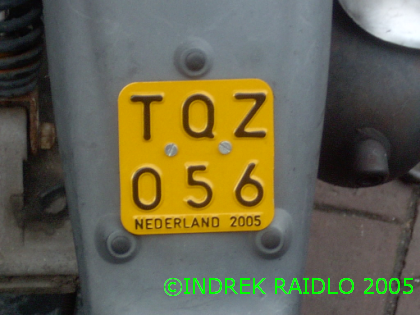 TQZ
056
NEDERLAND 2005
©INDREK RAIDLO 2005